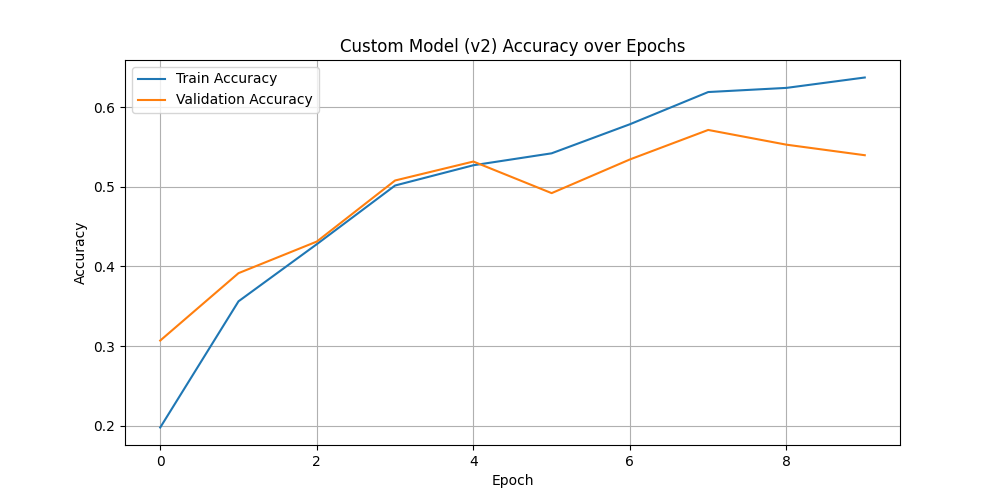 Custom Model (v2) Accuracy over Epochs
Train Accuracy
Validation Accuracy
0.6
0.5
0.4
0.3
0.2
Accuracy
0 2 4 6 8
Epoch